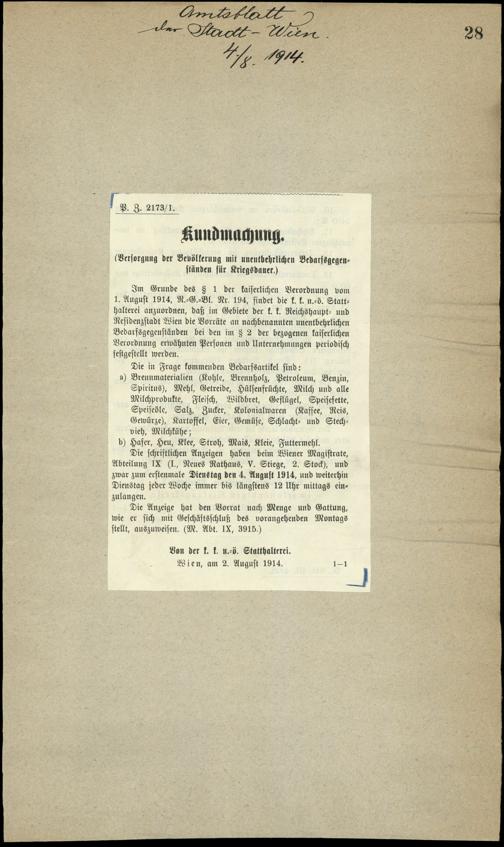 Amtsblatt
der Stadt-Wien.
4/8. 1914.
28
P. Z. 2173/1.
Kundmachung.
(Versorgung der Bevölkerung mit unentbehrlichen Bedarfsgegen-
ständen für Kriegsdauer.)
Im Grunde des § 1 der kaiserlichen Verordnung vom
1. August 1914, R.-G.-Bl. Nr. 194, findet die k. k. n.-ö. Statt-
halterei anzuordnen, daß im Gebiete der k. k. Reichshaupt- und
Residenzstadt Wien die Vorräte an nachbenannten unentbehrlichen
Bedarfsgegenständen bei den im § 2 der bezogenen kaiserlichen
Verordnung erwähnten Personen und Unternehmungen periodisch
festgestellt werden.
Die in Frage kommenden Bedarfsartikel sind:
a) Brennmaterialien (Kohle, Brennholz, Petroleum, Benzin,
Spiritus), Mehl, Getreide, Hülsenfrüchte, Milch und alle
Milchprodukte, Fleisch, Wildbret, Geflügel, Speisefette,
Speiseöle, Salz, Zucker, Kolonialwaren (Kaffee, Reis,
Gewürze), Kartoffel, Eier, Gemüse, Schlacht- und Stech-
vieh, Milchkühe;
b) Hafer, Heu, Klee, Stroh, Mais, Kleie, Futtermehl.
Die schriftlichen Anzeigen haben beim Wiener Magistrate,
Abteilung IX (I., Neues Rathaus, V. Stiege, 2. Stock), und
zwar zum erstenmale Dienstag den 4. August 1914, und weiterhin
Dienstag jeder Woche immer bis längstens 12 Uhr mittags ein-
zulangen.
Die Anzeige hat den Vorrat nach Menge und Gattung,
wie er sich mit Geschäftsschluß des vorangehenden Montags
stellt, auszuweisen. (M. Abt. IX, 3915.)
Von der k. k. n.-ö. Statthalterei.
Wien, am 2. August 1914. 1—1